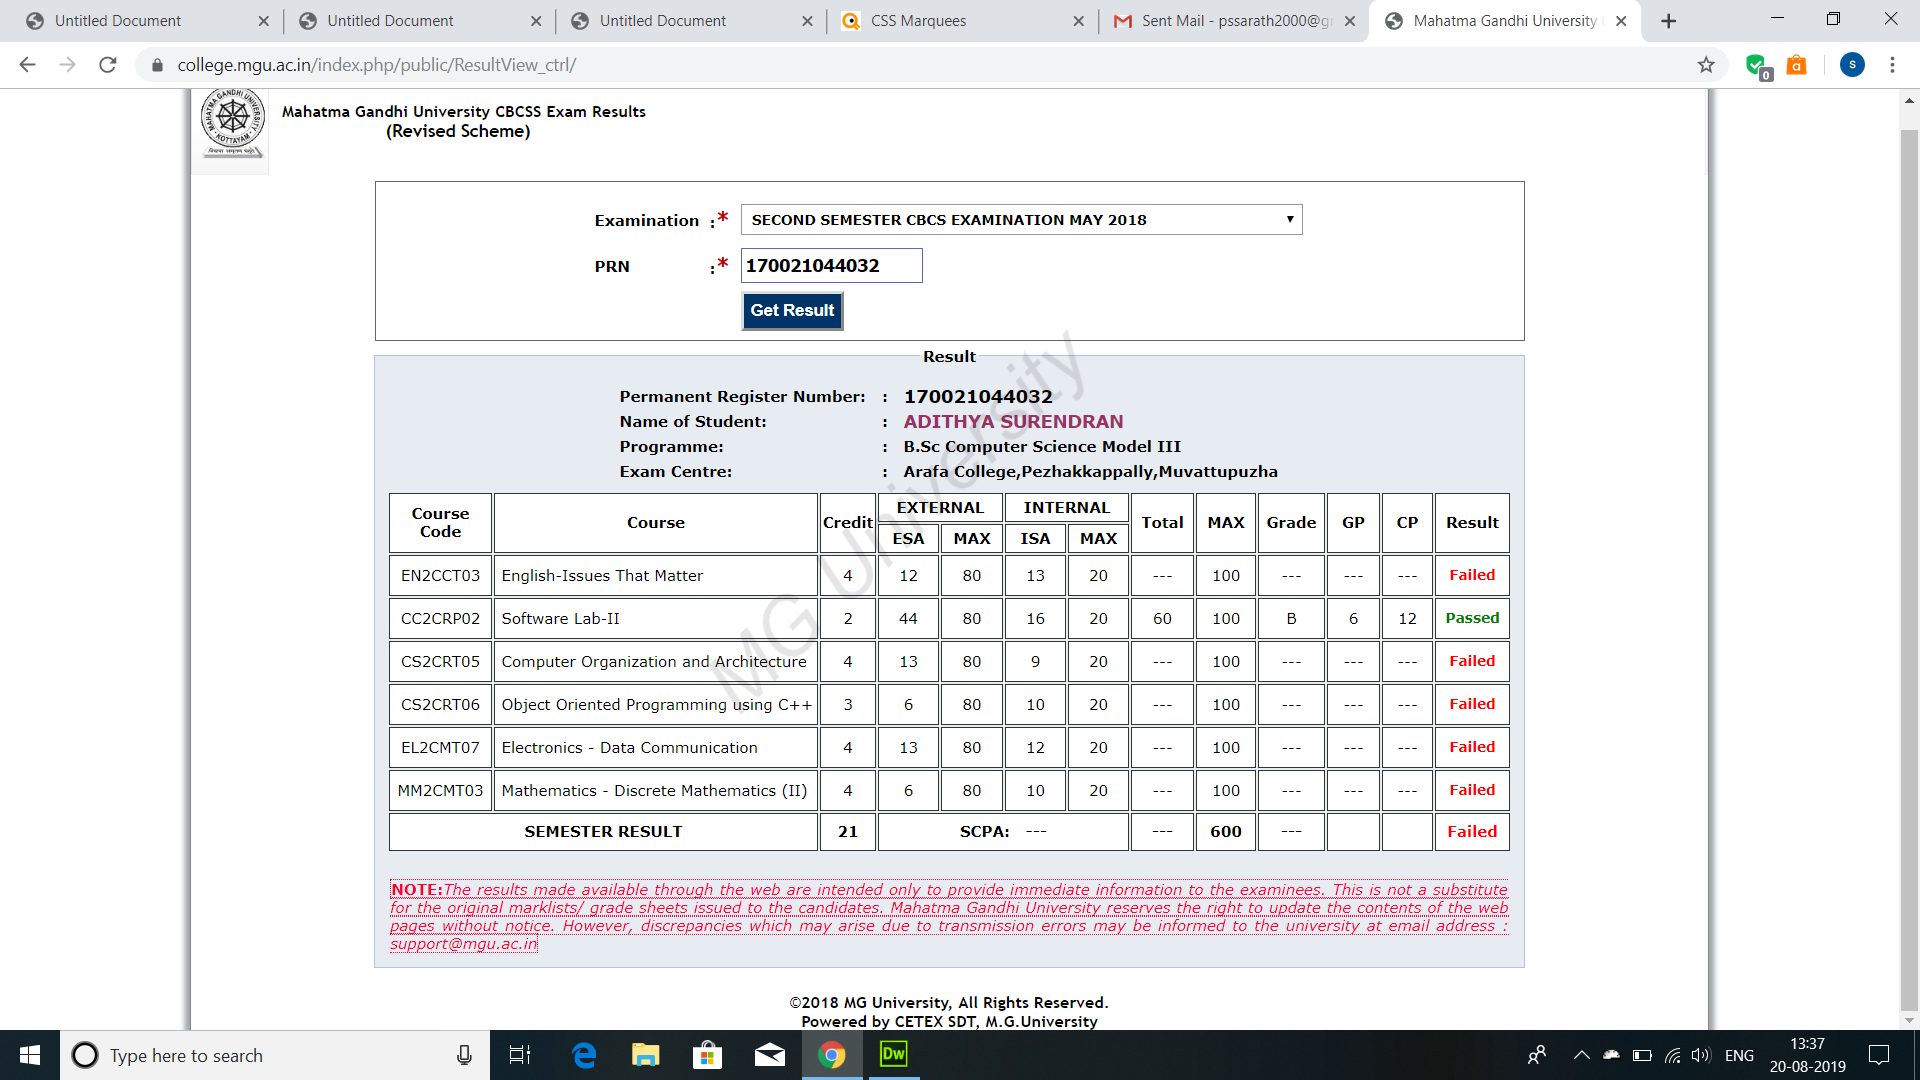 Untitled Document
Untitled Document
Untitled Document
CSS Marquees
Sent Mail - pssarath2000@g
Mahatma Gandhi University
college.mgu.ac.in/index.php/public/ResultView_ctrl/
0
a
s
MAHATMA GANDHI UNIVERSITY
KOTTAYAM
Mahatma Gandhi University CBCSS Exam Results
(Revised Scheme)
Examination :* SECOND SEMESTER CBCS EXAMINATION MAY 2018
PRN :* 170021044032
Get Result
Result
Permanent Register Number: : 170021044032
Name of Student: : ADITHYA SURENDRAN
Programme: : B.Sc Computer Science Model III
Exam Centre: : Arafa College,Pezhakkappally,Muvattupuzha
Course Code Course Credit EXTERNAL INTERNAL Total MAX Grade GP CP Result
ESA MAX ISA MAX
EN2CCT03 English-Issues That Matter 4 12 80 13 20 --- 100 --- --- --- Failed
CC2CRP02 Software Lab-II 2 44 80 16 20 60 100 B 6 12 Passed
CS2CRT05 Computer Organization and Architecture 4 13 80 9 20 --- 100 --- --- --- Failed
CS2CRT06 Object Oriented Programming using C++ 3 6 80 10 20 --- 100 --- --- --- Failed
EL2CMT07 Electronics - Data Communication 4 13 80 12 20 --- 100 --- --- --- Failed
MM2CMT03 Mathematics - Discrete Mathematics (II) 4 6 80 10 20 --- 100 --- --- --- Failed
SEMESTER RESULT 21 SCPA: --- --- 600 --- Failed
MG University
NOTE:The results made available through the web are intended only to provide immediate information to the examinees. This is not a substitute
for the original marklists/ grade sheets issued to the candidates. Mahatma Gandhi University reserves the right to update the contents of the web
pages without notice. However, discrepancies which may arise due to transmission errors may be informed to the university at email address :
support@mgu.ac.in
©2018 MG University, All Rights Reserved.
Powered by CETEX SDT, M.G.University
Type here to search
Dw
ENG
13:37
20-08-2019